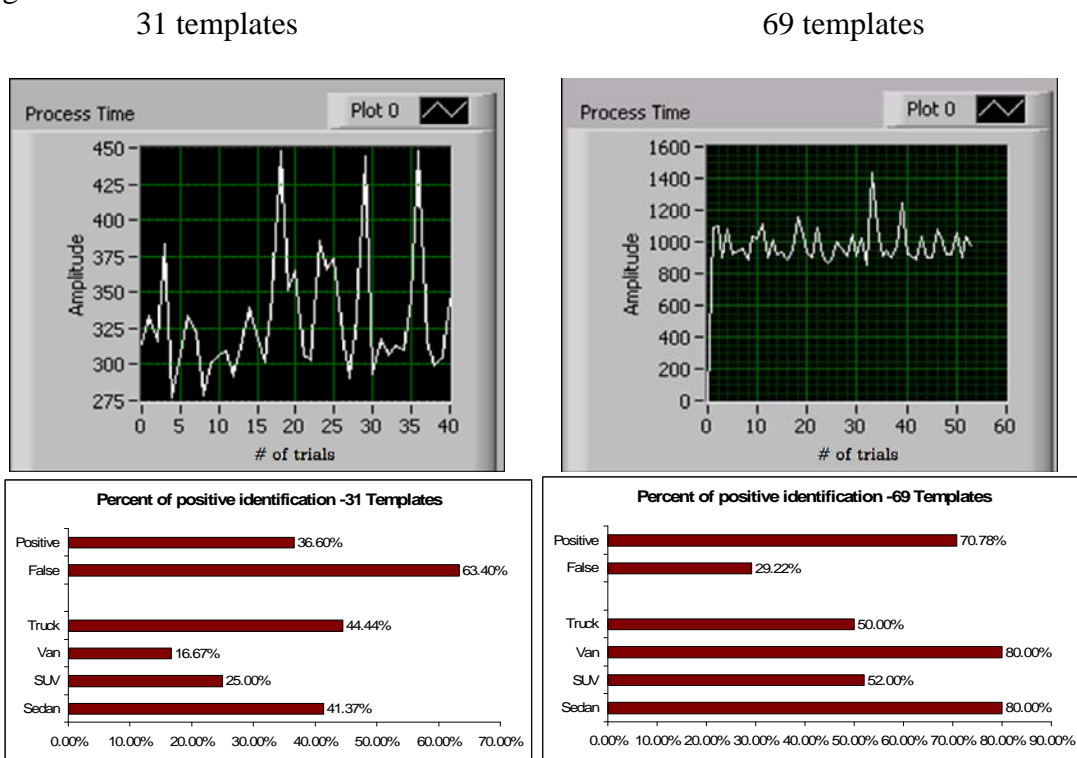 31 templates
69 templates
Process Time
Plot 0
450
425
400
375
350
325
300
275
Amplitude
0 5 10 15 20 25 30 35 40
# of trials
Process Time
Plot 0
1600
1400
1200
1000
800
600
400
200
0
Amplitude
0 10 20 30 40 50 60
# of trials
Percent of positive identification -31 Templates
Positive 36.60%
False 63.40%
Truck 44.44%
Van 16.67%
SUV 25.00%
Sedan 41.37%
0.00% 10.00% 20.00% 30.00% 40.00% 50.00% 60.00% 70.00%
Percent of positive identification -69 Templates
Positive 70.78%
False 29.22%
Truck 50.00%
Van 80.00%
SUV 52.00%
Sedan 80.00%
0.00% 10.00% 20.00% 30.00% 40.00% 50.00% 60.00% 70.00% 80.00% 90.00%